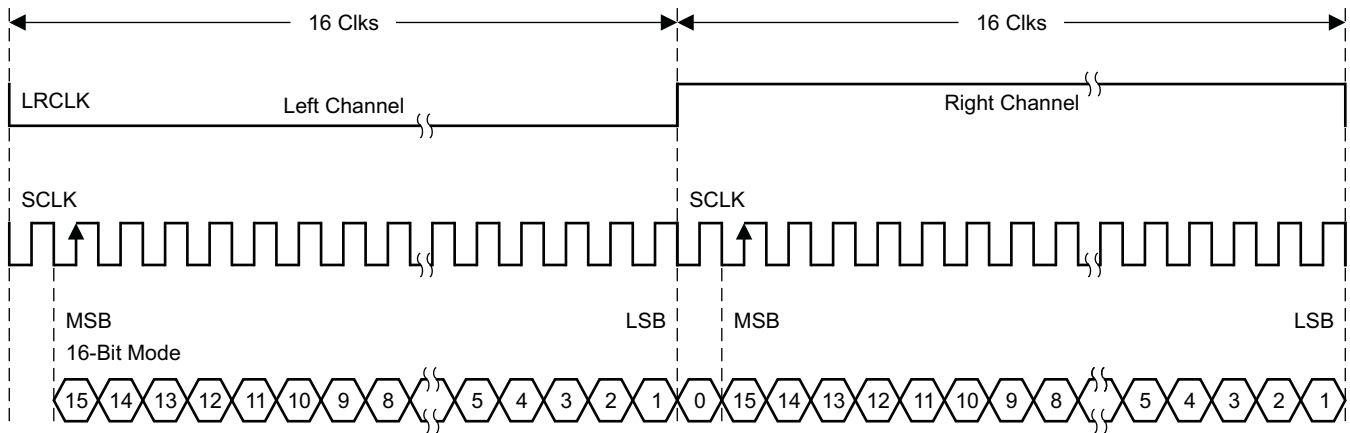 16 Clks 16 Clks
LRCLK Left Channel Right Channel
SCLK SCLK
MSB LSB MSB LSB
16-Bit Mode
15 14 13 12 11 10 9 8 5 4 3 2 1 0 15 14 13 12 11 10 9 8 5 4 3 2 1